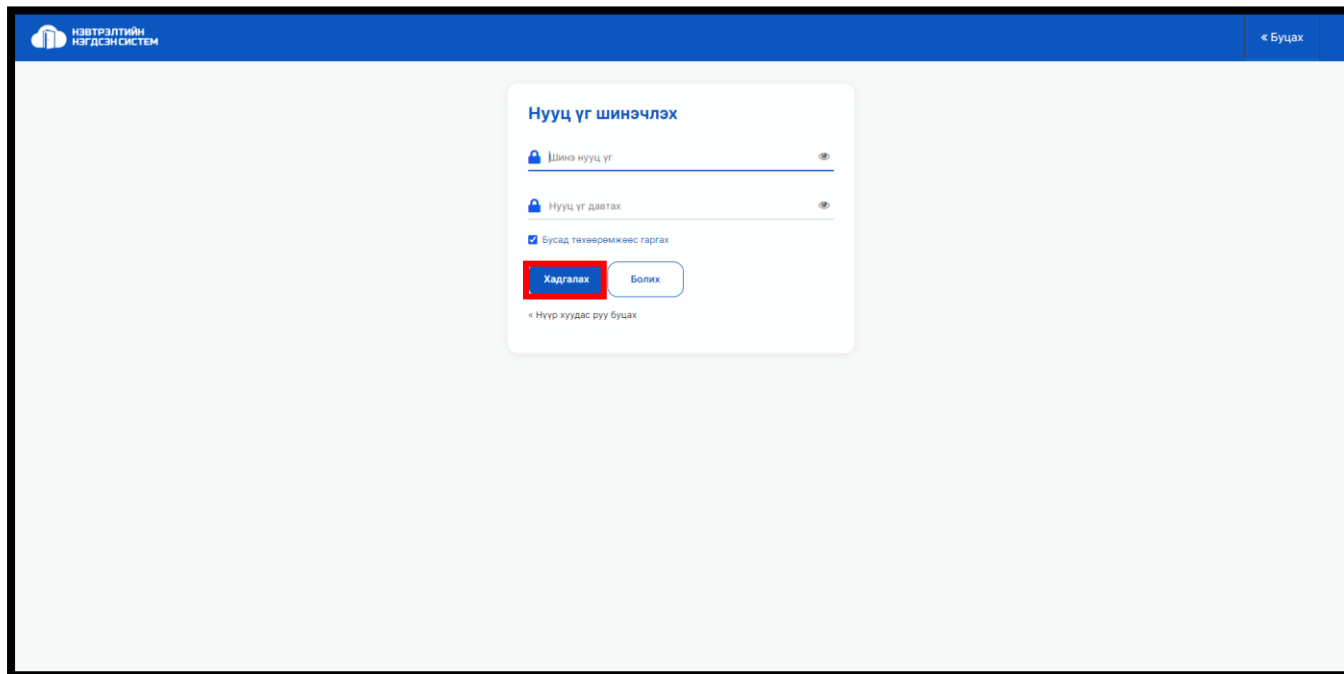 НЭВТРЭЛТИЙН
НЭГДСЭН СИСТЕМ
« Буцах
Нууц үг шинэчлэх
Шинэ нууц үг
Нууц үг давтах
Бусад төхөөрөмжөөс гаргах
Хадгалах
Болих
« Нүүр хуудас руу буцах